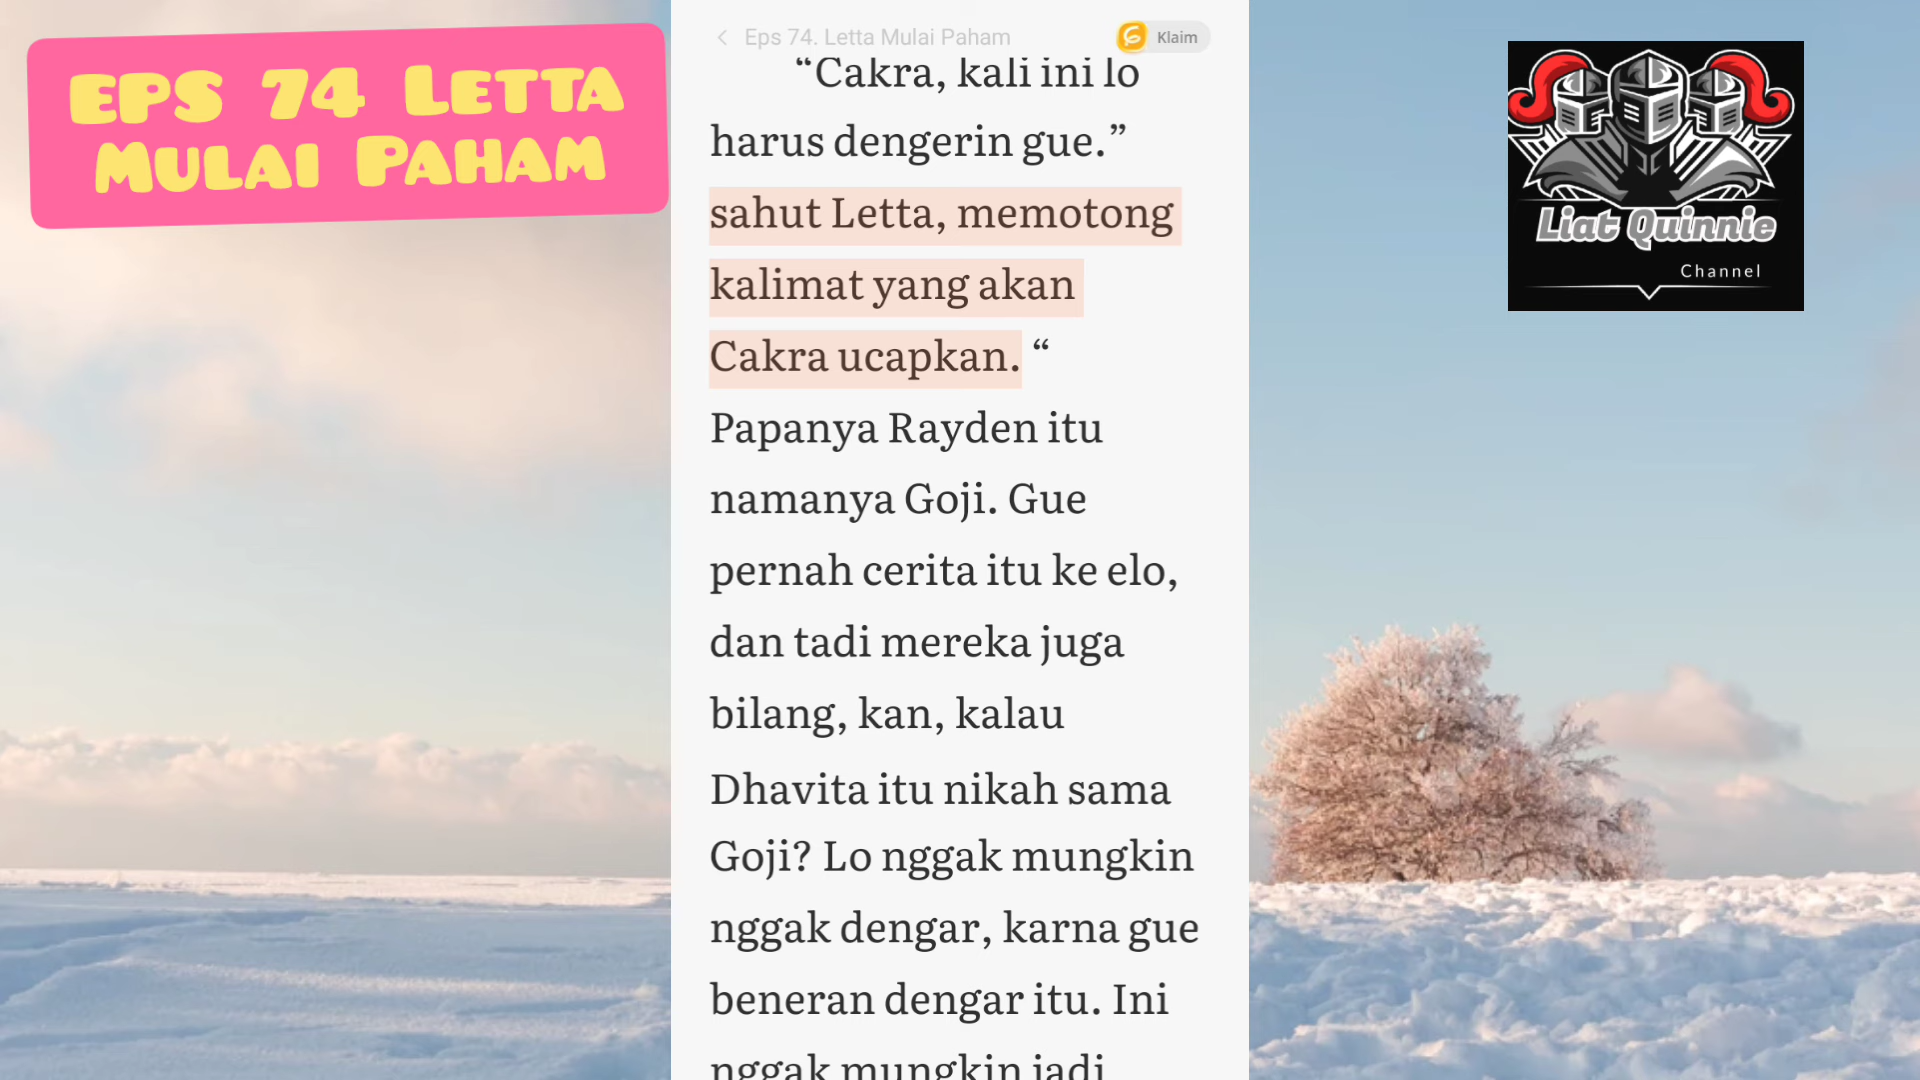 EPS 74 LETTA
MULAI PAHAM
Eps 74. Letta Mulai Paham
Klaim
“Cakra, kali ini lo
harus dengerin gue.”
sahut Letta, memotong
kalimat yang akan
Cakra ucapkan. “
Papanya Rayden itu
namanya Goji. Gue
pernah cerita itu ke elo,
dan tadi mereka juga
bilang, kan, kalau
Dhavita itu nikah sama
Goji? Lo nggak mungkin
nggak dengar, karna gue
beneran dengar itu. Ini
nggak mungkin jadi
Liat Quinnie
Channel